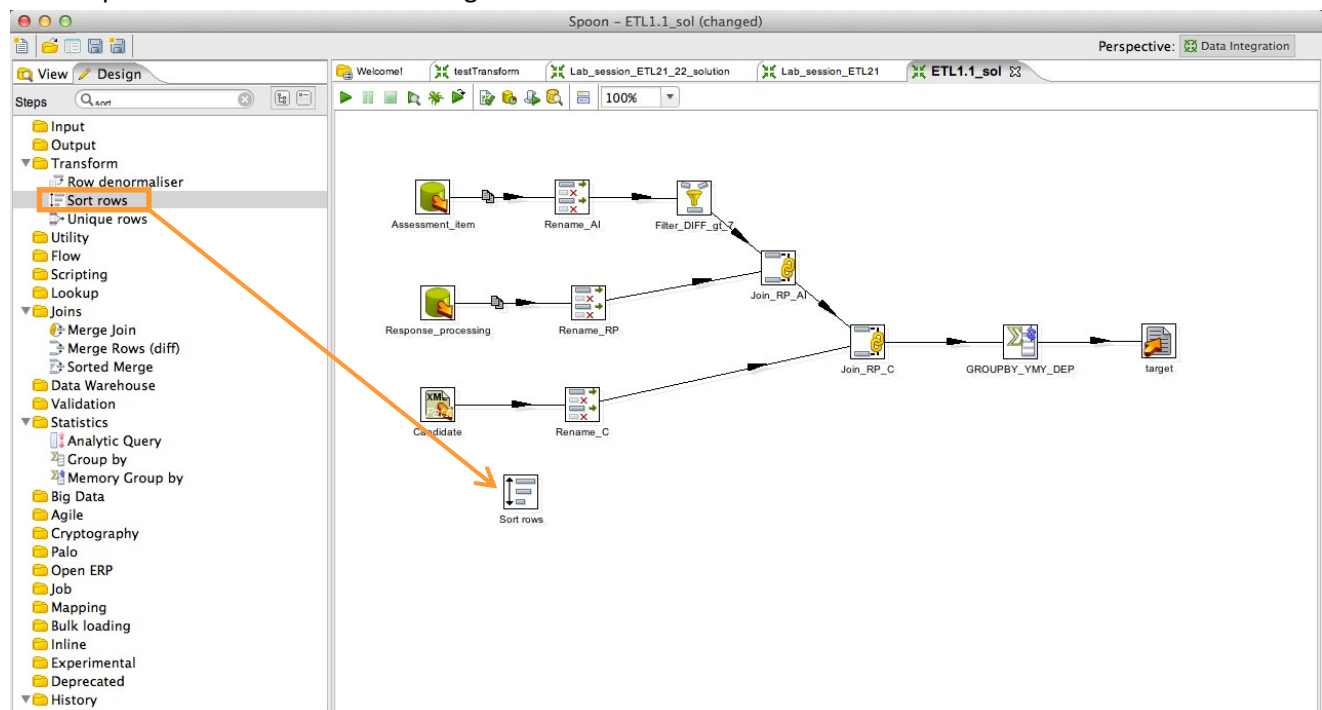 Spoon – ETL1.1_sol (changed)
Perspective: Data Integration
View Design
Welcome! testTransform Lab_session_ETL21_22_solution Lab_session_ETL21 ETL1.1_sol
Steps sort
100%
Input
Output
Transform
Row denormaliser
Sort rows
Unique rows
Utility
Flow
Scripting
Lookup
Joins
Merge Join
Merge Rows (diff)
Sorted Merge
Data Warehouse
Validation
Statistics
Analytic Query
Group by
Memory Group by
Big Data
Agile
Cryptography
Palo
Open ERP
Job
Mapping
Bulk loading
Inline
Experimental
Deprecated
History
Assessment_item Rename_AI Filter_DIFF_gt_7
Join_RP_AI
Response_processing Rename_RP
Join_RP_C GROUPBY_YMY_DEP target
XML
Candidate Rename_C
Sort rows